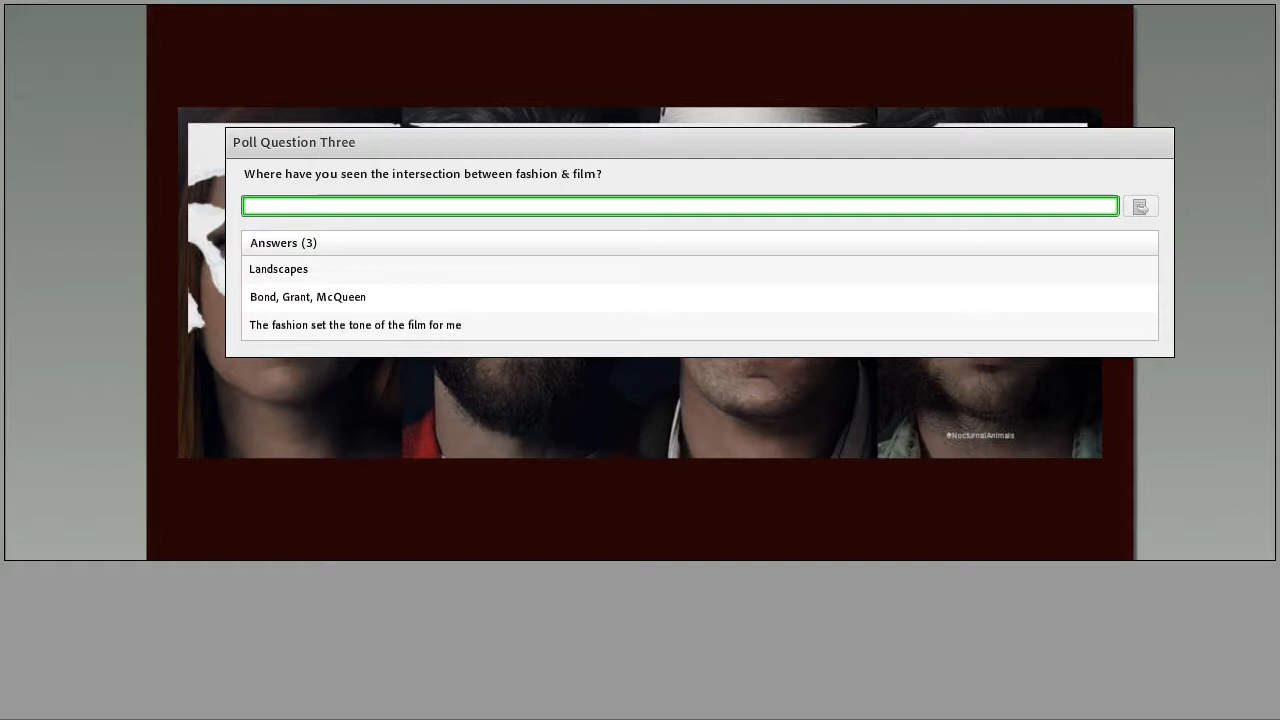 Poll Question Three
Where have you seen the intersection between fashion & film?
Answers (3)
Landscapes
Bond, Grant, McQueen
The fashion set the tone of the film for me
#NocturnalAnimals